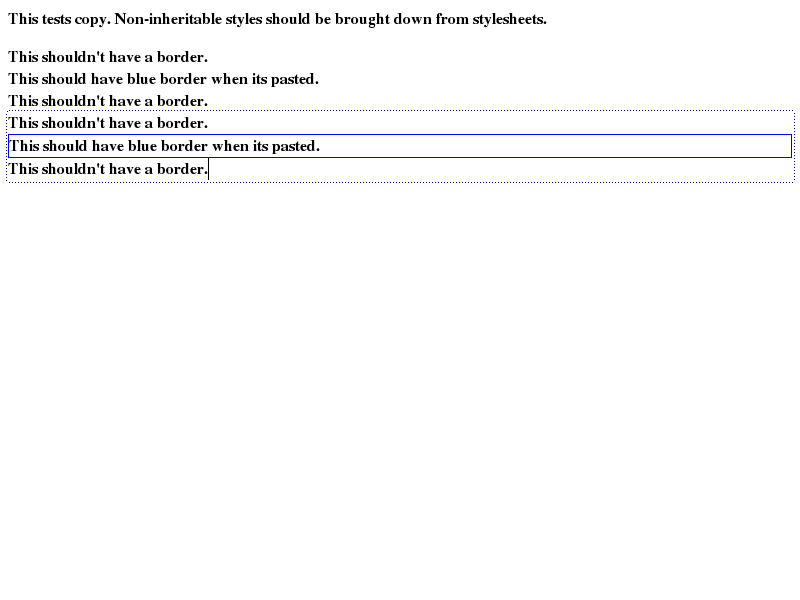 This tests copy. Non-inheritable styles should be brought down from stylesheets.
This shouldn't have a border.
This should have blue border when its pasted.
This shouldn't have a border.
This shouldn't have a border.
This should have blue border when its pasted.
This shouldn't have a border.